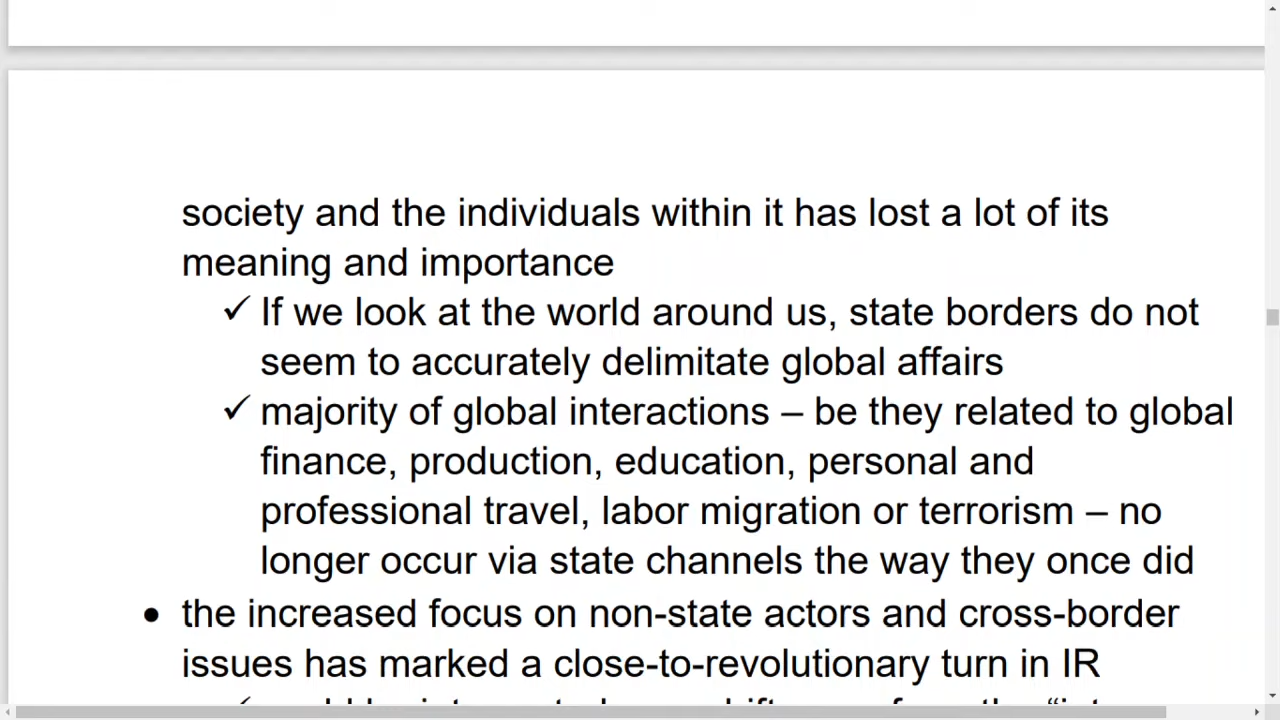 society and the individuals within it has lost a lot of its
meaning and importance
✓ If we look at the world around us, state borders do not
seem to accurately delimitate global affairs
✓ majority of global interactions – be they related to global
finance, production, education, personal and
professional travel, labor migration or terrorism – no
longer occur via state channels the way they once did
• the increased focus on non-state actors and cross-border
issues has marked a close-to-revolutionary turn in IR